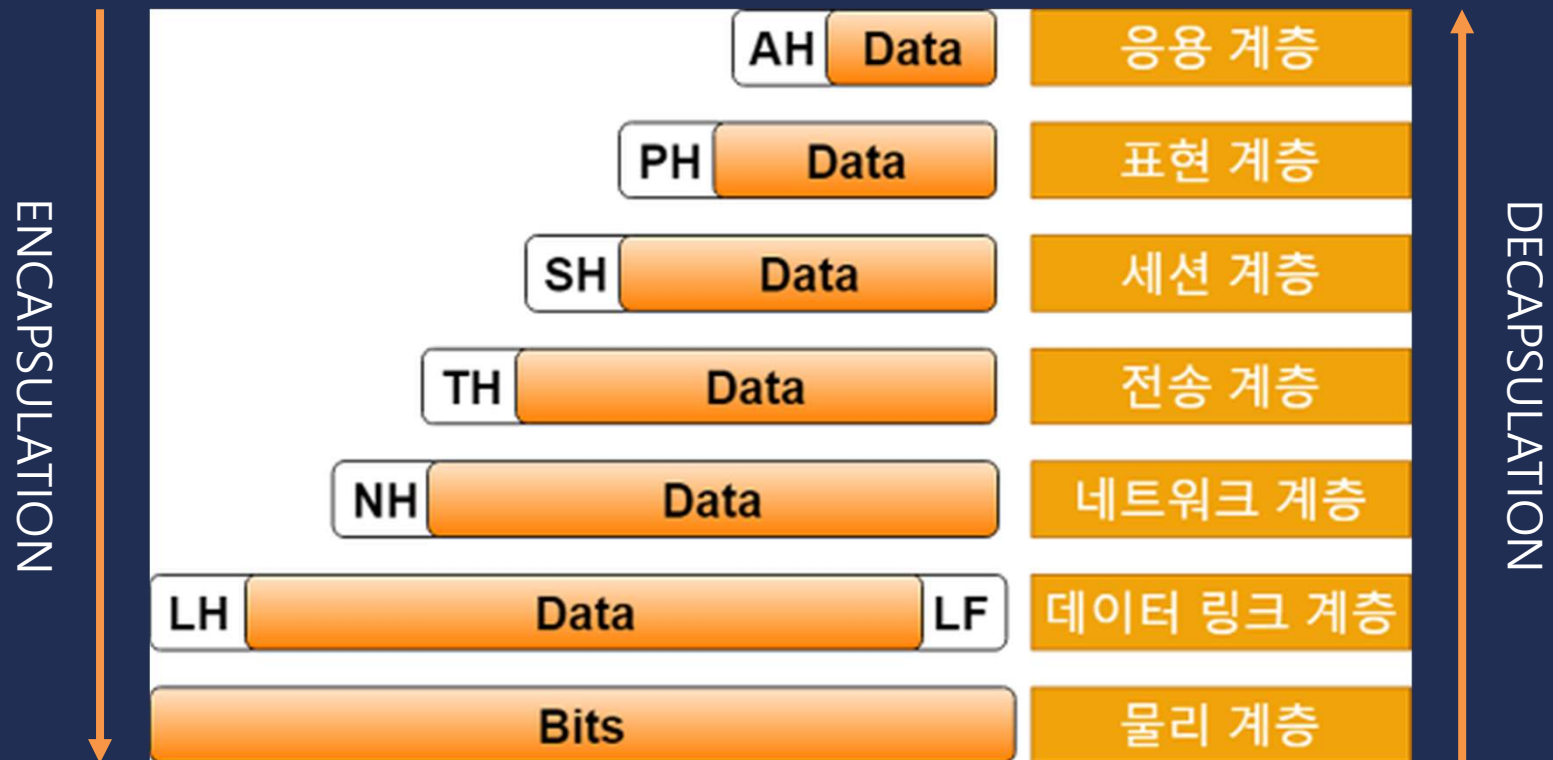 ENCAPSULATION
AH Data 응용 계층
PH Data 표현 계층
SH Data 세션 계층
TH Data 전송 계층
NH Data 네트워크 계층
LH Data LF 데이터 링크 계층
Bits 물리 계층
DECAPSULATION